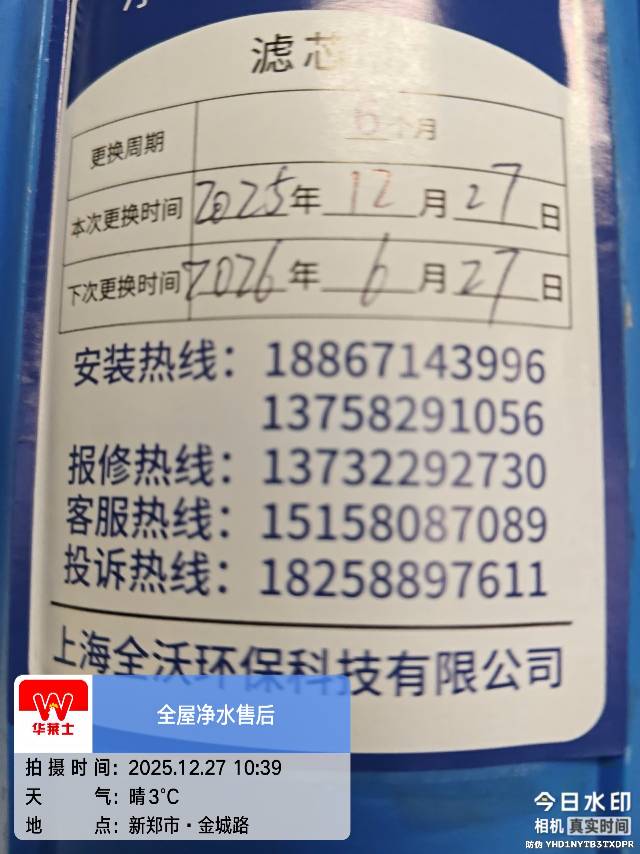 滤芯
更换周期 6个月
本次更换时间 2025年 12月 27日
下次更换时间 2026年 6月 27日
安装热线：18867143996
13758291056
报修热线：13732292730
客服热线：15158087089
投诉热线：18258897611
上海全沃环保科技有限公司
华莱士
全屋净水售后
拍摄时间：2025.12.27 10:39
天气：晴3℃
地点：新郑市·金城路
今日水印
相机 真实时间
防伪 YHD1NYTB3TXDPR